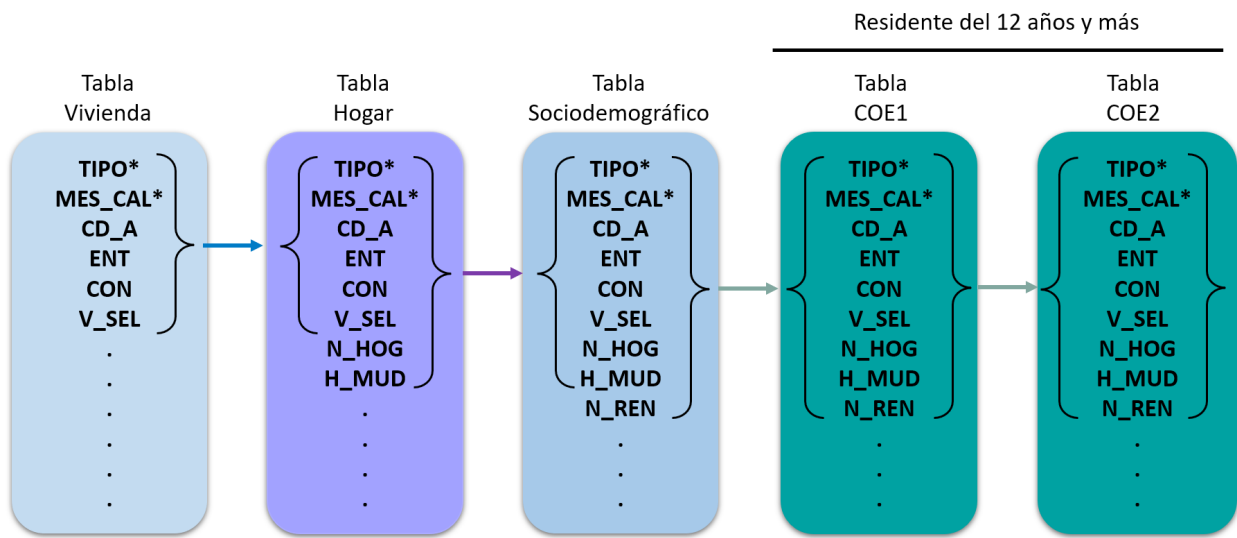 Residente del 12 años y más
Tabla
Vivienda
TIPO*
MES_CAL*
CD_A
ENT
CON
V_SEL
.
.
.
.
.
.
Tabla
Hogar
TIPO*
MES_CAL*
CD_A
ENT
CON
V_SEL
N_HOG
H_MUD
.
.
.
.
Tabla
Sociodemográfico
TIPO*
MES_CAL*
CD_A
ENT
CON
V_SEL
N_HOG
H_MUD
N_REN
.
.
.
Tabla
COE1
TIPO*
MES_CAL*
CD_A
ENT
CON
V_SEL
N_HOG
H_MUD
N_REN
.
.
.
Tabla
COE2
TIPO*
MES_CAL*
CD_A
ENT
CON
V_SEL
N_HOG
H_MUD
N_REN
.
.
.